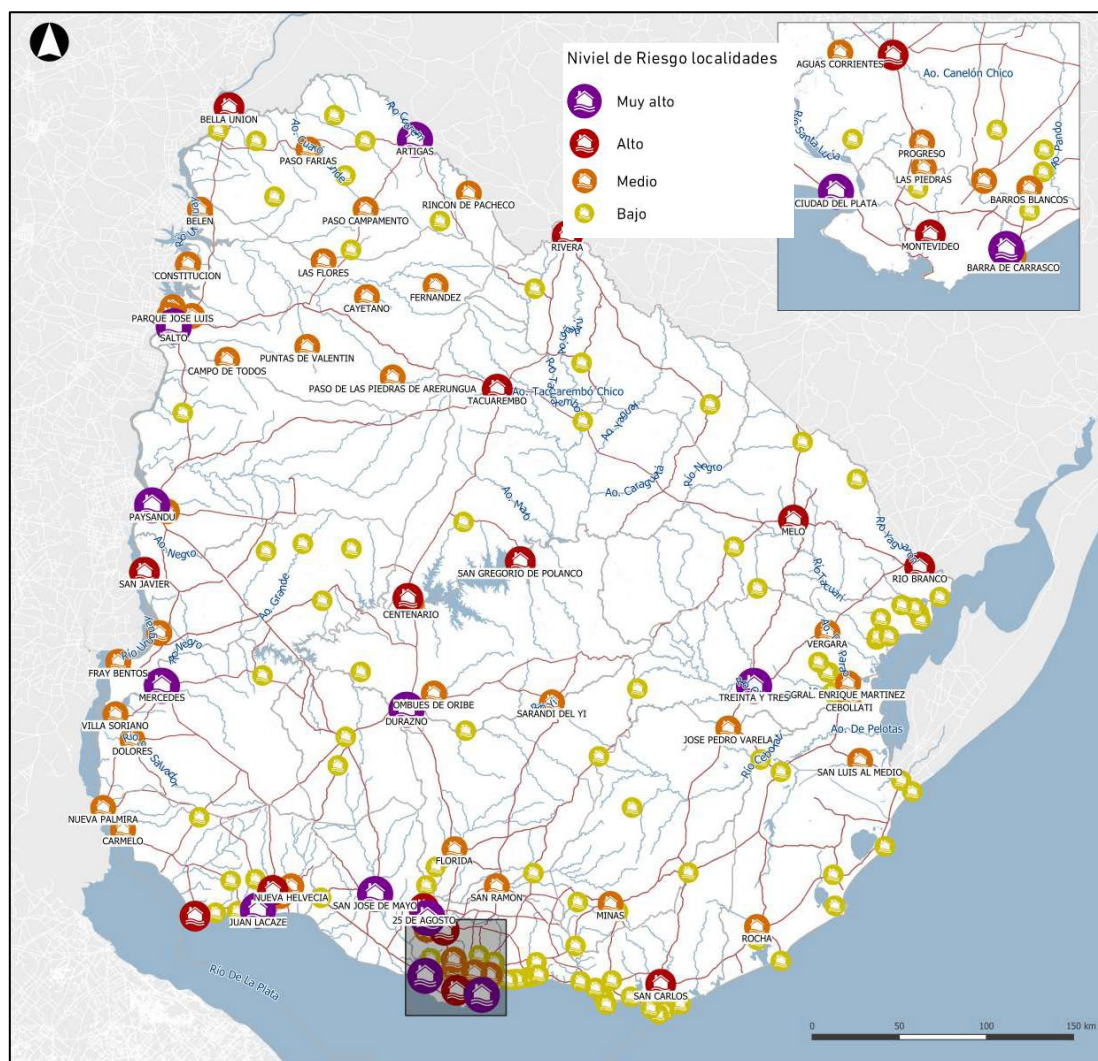 Niviel de Riesgo localidades
Muy alto
Alto
Medio
Bajo
AGUAS CORRIENTES
Ao. Canelón Chico
Río Santa Lucía
Ao. Pando
PROGRESO
LAS PIEDRAS
CIUDAD DEL PLATA
BARROS BLANCOS
MONTEVIDEO
BARRA DE CARRASCO
BELLA UNION
PASO FARIAS
ARTIGAS
RINCON DE PACHECO
BELEN
PASO CAMPAMENTO
RIVERA
CONSTITUCION
LAS FLORES
FERNANDEZ
CAYETANO
PARQUE JOSE LUIS
SALTO
PUNTAS DE VALENTIN
CAMPO DE TODOS
PASO DE LAS PIEDRAS DE ARERUNGUA
TACUAREMBO
Ao. Tacuarembó Chico
Ao. Yaguar
Río Negro
Ao. Caraguatá
Ao. Malo
PAYSANDU
Ao. Negro
MELO
Río Yaguarón
SAN GREGORIO DE POLANCO
SAN JAVIER
RIO BRANCO
Ao. Grande
Río Tacuarí
CENTENARIO
VERGARA
Ao. Negro
FRAY BENTOS
MERCEDES
TREINTA Y TRES
GRAL. ENRIQUE MARTINEZ
CEBOLLATI
OMBUES DE ORIBE
DURAZNO
SARANDI DEL YI
VILLA SORIANO
DOLORES
JOSE PEDRO VARELA
Ao. De Pelotas
Río Cebollat
SAN LUIS AL MEDIO
NUEVA PALMIRA
CARMELO
FLORIDA
NUEVA HELVECIA
SAN JOSE DE MAYO
SAN RAMON
MINAS
JUAN LACAZE
25 DE AGOSTO
ROCHA
Río De La Plata
SAN CARLOS
0 50 100 150 km